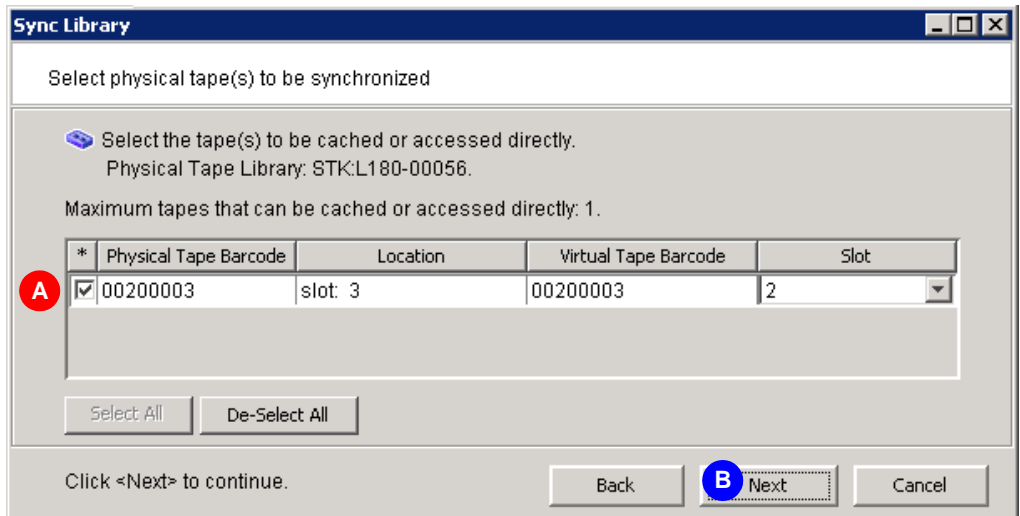 Sync Library
Select physical tape(s) to be synchronized
Select the tape(s) to be cached or accessed directly.
Physical Tape Library: STK:L180-00056.
Maximum tapes that can be cached or accessed directly: 1.
* Physical Tape Barcode Location Virtual Tape Barcode Slot
A 00200003 slot: 3 00200003 2
Select All De-Select All
Click <Next> to continue. Back B Next Cancel